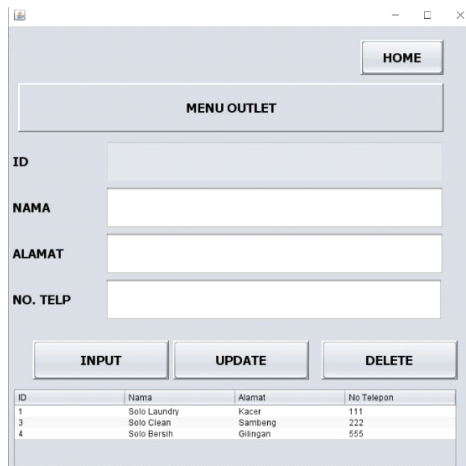 HOME
MENU OUTLET
ID
NAMA
ALAMAT
NO. TELP
INPUT UPDATE DELETE
ID Nama Alamat No Telepon
1 Solo Laundry Kacer 111
3 Solo Clean Sambeng 222
4 Solo Bersih Gilingan 555